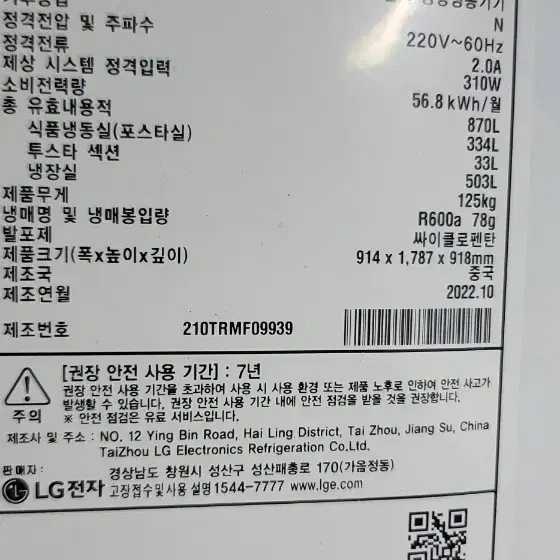 정격전압 및 주파수 N
정격전류 220V~60Hz
제상 시스템 정격입력 2.0A
소비전력량 310W
총 유효내용적 56.8 kWh/월
식품냉동실(포스타실) 870L
투스타 섹션 334L
냉장실 33L
제품무게 503L
냉매명 및 냉매봉입량 125kg
발포제 R600a 78g
제품크기(폭x높이x깊이) 싸이클로펜탄
제조국 914 x 1,787 x 918mm
제조연월 중국
2022.10
제조번호 210TRMF09939
[권장 안전 사용 기간] : 7년
권장 안전 사용 기간을 초과하여 사용 시 사용 환경 또는 제품 노후로 인하여 안전 사고가
발생할 수 있습니다. 권장 안전 사용 기간 내에 안전 점검을 받을 것을 권장합니다.
주의 ※ 안전 점검은 유료 서비스입니다.
제조사 및 주소 : NO. 12 Ying Bin Road, Hai Ling District, Tai Zhou, Jiang Su, China
TaiZhou LG Electronics Refrigeration Co,Ltd.
판매자 : 경상남도 창원시 성산구 성산패총로 170(가음정동)
LG전자 고장접수및사용 설명 1544-7777 www.lge.com